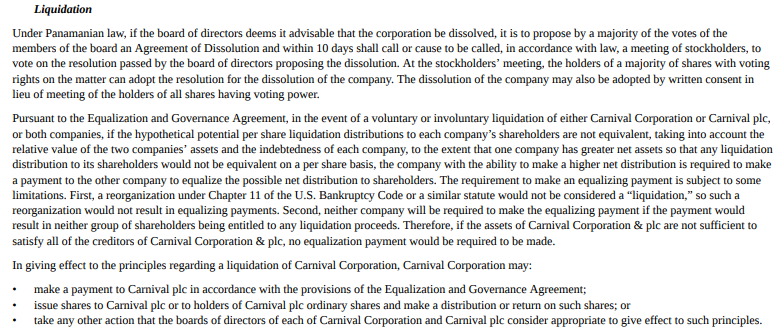 Liquidation
Under Panamanian law, if the board of directors deems it advisable that the corporation be dissolved, it is to propose by a majority of the votes of the
members of the board an Agreement of Dissolution and within 10 days shall call or cause to be called, in accordance with law, a meeting of stockholders, to
vote on the resolution passed by the board of directors proposing the dissolution. At the stockholders’ meeting, the holders of a majority of shares with voting
rights on the matter can adopt the resolution for the dissolution of the company. The dissolution of the company may also be adopted by written consent in
lieu of meeting of the holders of all shares having voting power.
Pursuant to the Equalization and Governance Agreement, in the event of a voluntary or involuntary liquidation of either Carnival Corporation or Carnival plc,
or both companies, if the hypothetical potential per share liquidation distributions to each company’s shareholders are not equivalent, taking into account the
relative value of the two companies’ assets and the indebtedness of each company, to the extent that one company has greater net assets so that any liquidation
distribution to its shareholders would not be equivalent on a per share basis, the company with the ability to make a higher net distribution is required to make
a payment to the other company to equalize the possible net distribution to shareholders. The requirement to make an equalizing payment is subject to some
limitations. First, a reorganization under Chapter 11 of the U.S. Bankruptcy Code or a similar statute would not be considered a “liquidation,” so such a
reorganization would not result in equalizing payments. Second, neither company will be required to make the equalizing payment if the payment would
result in neither group of shareholders being entitled to any liquidation proceeds. Therefore, if the assets of Carnival Corporation & plc are not sufficient to
satisfy all of the creditors of Carnival Corporation & plc, no equalization payment would be required to be made.
In giving effect to the principles regarding a liquidation of Carnival Corporation, Carnival Corporation may:
• make a payment to Carnival plc in accordance with the provisions of the Equalization and Governance Agreement;
• issue shares to Carnival plc or to holders of Carnival plc ordinary shares and make a distribution or return on such shares; or
• take any other action that the boards of directors of each of Carnival Corporation and Carnival plc consider appropriate to give effect to such principles.